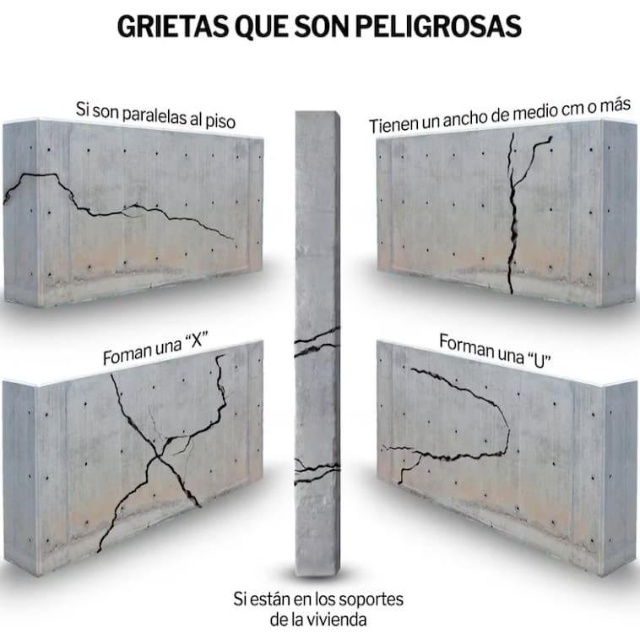 GRIETAS QUE SON PELIGROSAS
Si son paralelas al piso
Tienen un ancho de medio cm o más
Foman una “X”
Forman una “U”
Si están en los soportes
de la vivienda